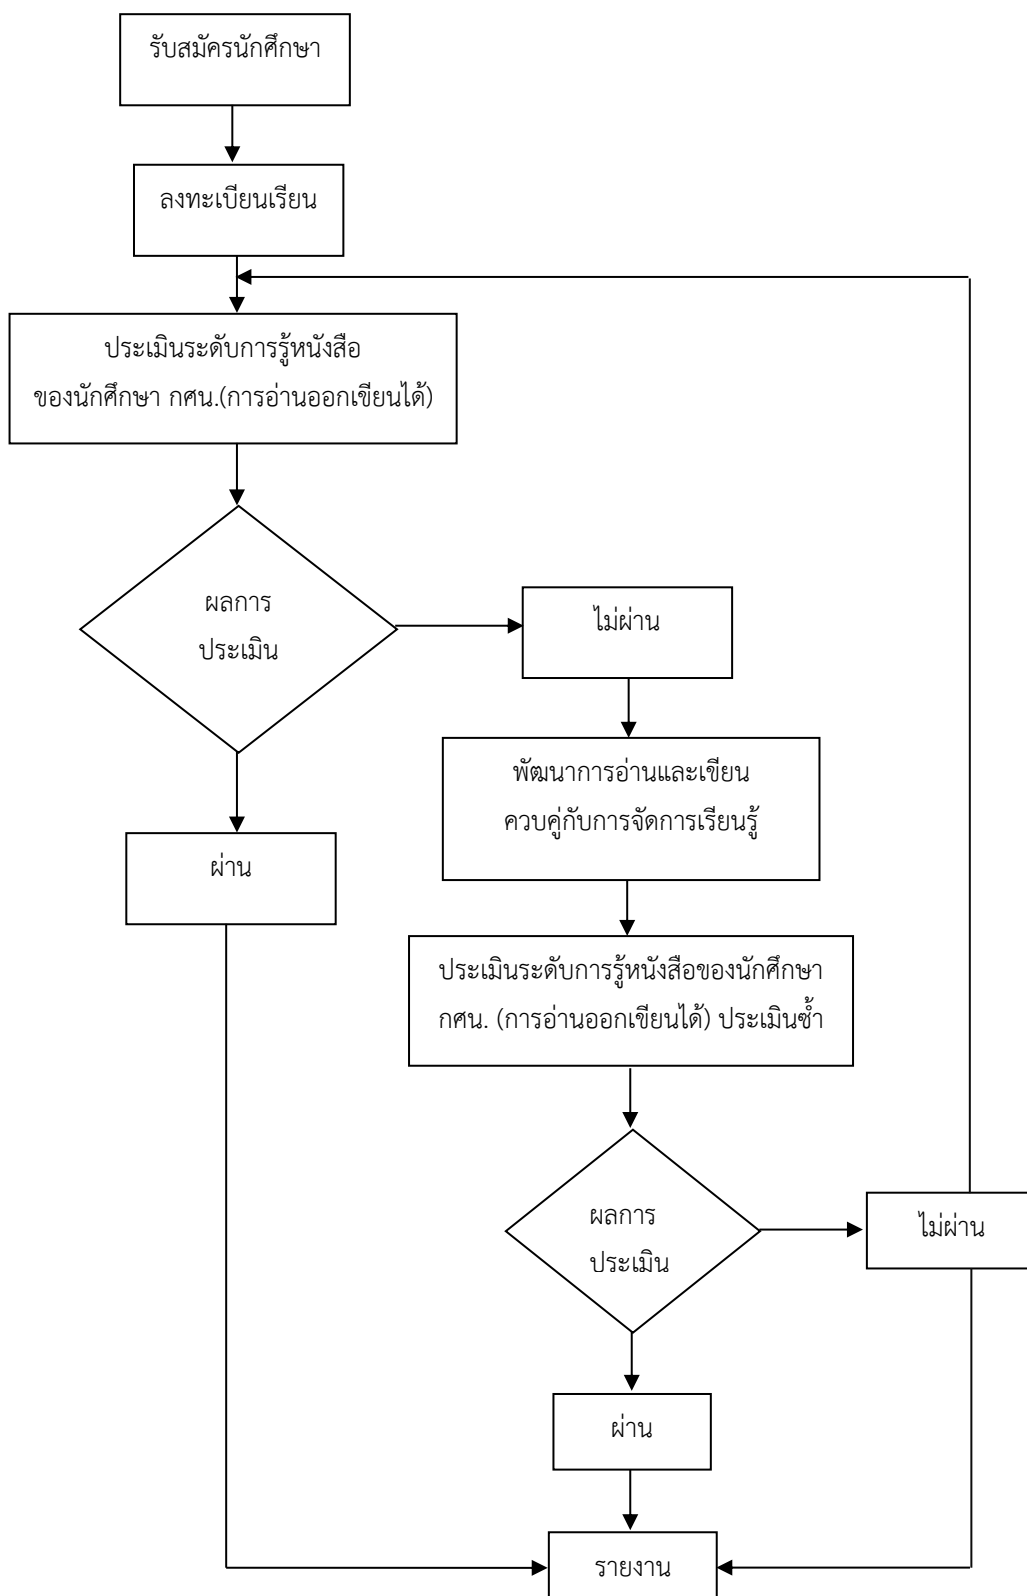 รับสมัครนักศึกษา
ลงทะเบียนเรียน
ประเมินระดับการรู้หนังสือ
ของนักศึกษา กศน.(การอ่านออกเขียนได้)
ผลการ
ประเมิน
ไม่ผ่าน
พัฒนาการอ่านและเขียน
ควบคู่กับการจัดการเรียนรู้
ผ่าน
ประเมินระดับการรู้หนังสือของนักศึกษา
กศน. (การอ่านออกเขียนได้) ประเมินซ้ำ
ผลการ
ประเมิน
ไม่ผ่าน
ผ่าน
รายงาน